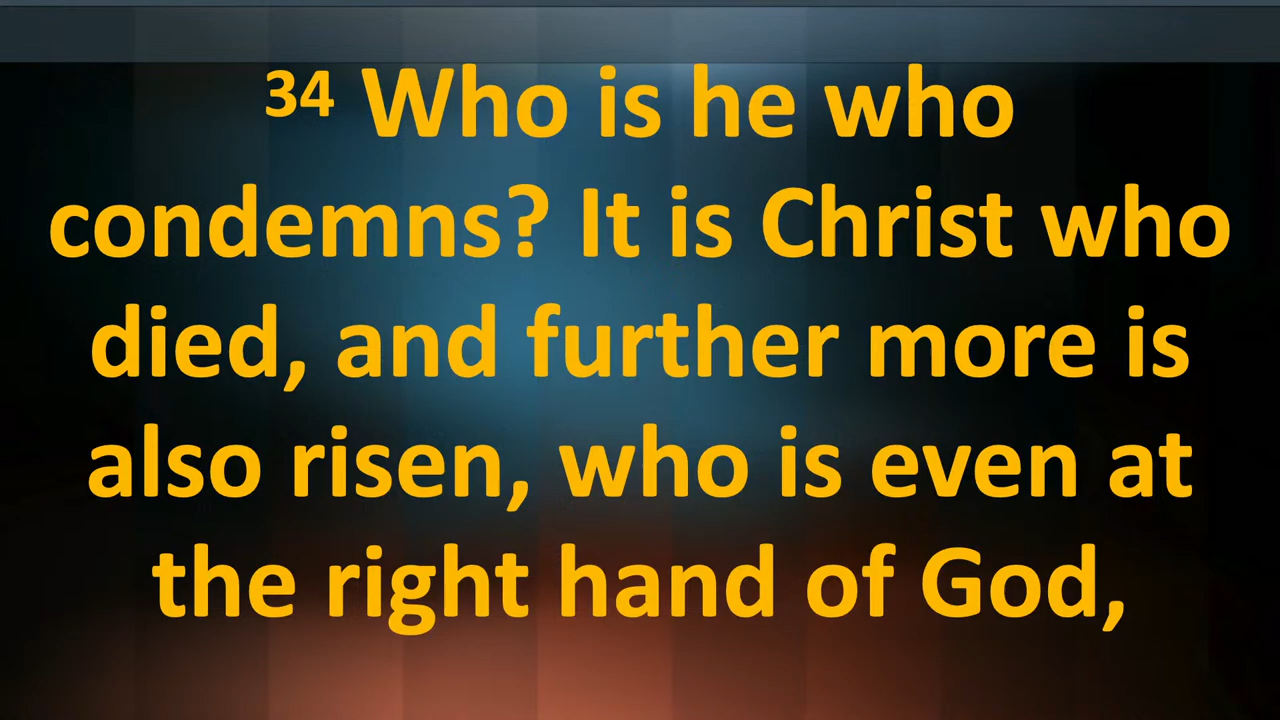 34 Who is he who
condemns? It is Christ who
died, and further more is
also risen, who is even at
the right hand of God,